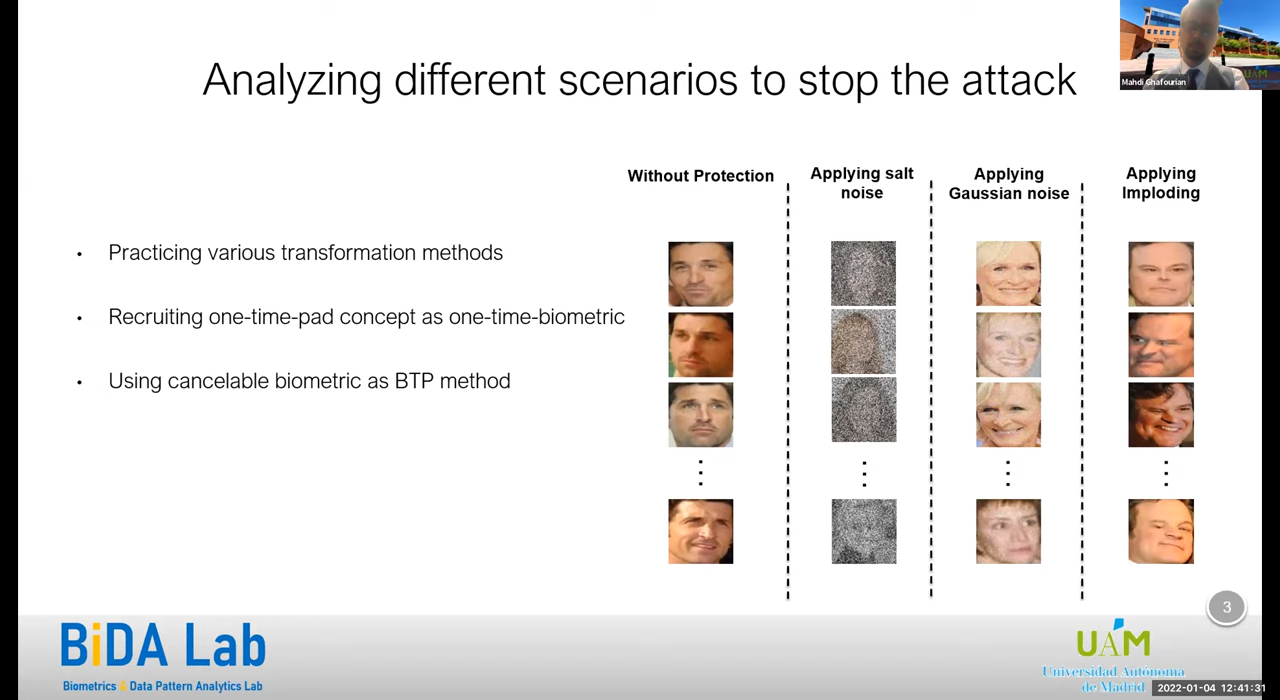 Mahdi Ghafourian
UAM
Analyzing different scenarios to stop the attack
• Practicing various transformation methods
• Recruiting one-time-pad concept as one-time-biometric
• Using cancelable biometric as BTP method
Without Protection
Applying salt
noise
Applying
Gaussian noise
Applying
Imploding
3
BiDA Lab
Biometrics & Data Pattern Analytics Lab
UAM
Universidad Autónoma
de Madrid
2022-01-04 12:41:31